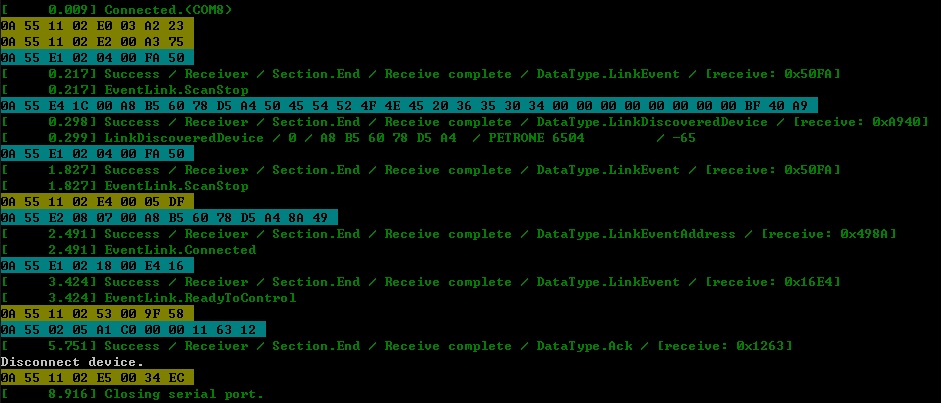 [     0.009] Connected.(COM8)
0A 55 11 02 E0 03 A2 23
0A 55 11 02 E2 00 A3 75
0A 55 E1 02 04 00 FA 50
[     0.217] Success / Receiver / Section.End / Receive complete / DataType.LinkEvent / [receive: 0x50FA]
[     0.217] EventLink.ScanStop
0A 55 E4 1C 00 A8 B5 60 78 D5 A4 50 45 54 52 4F 4E 45 20 36 35 30 34 00 00 00 00 00 00 00 00 BF 40 A9
[     0.298] Success / Receiver / Section.End / Receive complete / DataType.LinkDiscoveredDevice / [receive: 0xA940]
[     0.299] LinkDiscoveredDevice / 0 / A8 B5 60 78 D5 A4  / PETRONE 6504         / -65
0A 55 E1 02 04 00 FA 50
[     1.827] Success / Receiver / Section.End / Receive complete / DataType.LinkEvent / [receive: 0x50FA]
[     1.827] EventLink.ScanStop
0A 55 11 02 E4 00 05 DF
0A 55 E2 08 07 00 A8 B5 60 78 D5 A4 8A 49
[     2.491] Success / Receiver / Section.End / Receive complete / DataType.LinkEventAddress / [receive: 0x498A]
[     2.491] EventLink.Connected
0A 55 E1 02 18 00 E4 16
[     3.424] Success / Receiver / Section.End / Receive complete / DataType.LinkEvent / [receive: 0x16E4]
[     3.424] EventLink.ReadyToControl
0A 55 11 02 53 00 9F 58
0A 55 02 05 A1 C0 00 00 11 63 12
[     5.751] Success / Receiver / Section.End / Receive complete / DataType.Ack / [receive: 0x1263]
Disconnect device.
0A 55 11 02 E5 00 34 EC
[     8.916] Closing serial port.